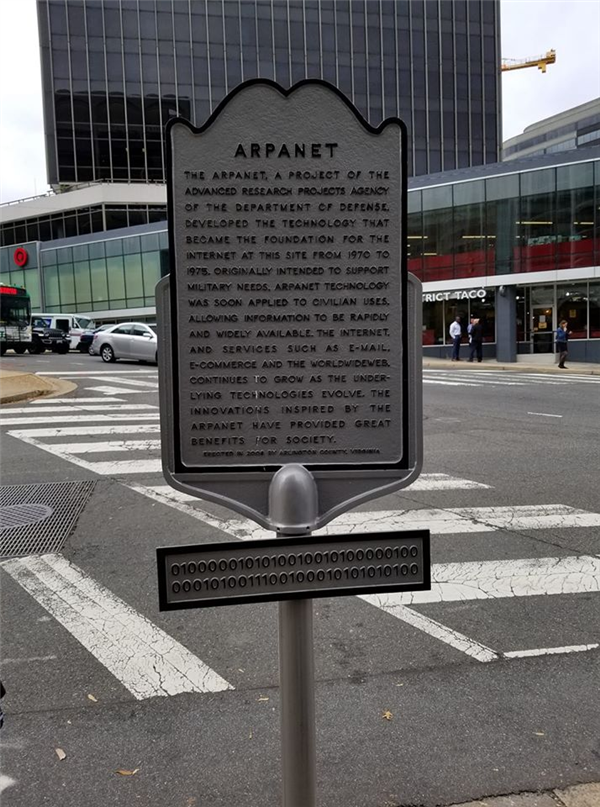 ARPANET
THE ARPANET, A PROJECT OF THE
ADVANCED RESEARCH PROJECTS AGENCY
OF THE DEPARTMENT OF DEFENSE,
DEVELOPED THE TECHNOLOGY THAT
BECAME THE FOUNDATION FOR THE
INTERNET AT THIS SITE FROM 1970 TO
1975. ORIGINALLY INTENDED TO SUPPORT
MILITARY NEEDS, ARPANET TECHNOLOGY
WAS SOON APPLIED TO CIVILIAN USES,
ALLOWING INFORMATION TO BE RAPIDLY
AND WIDELY AVAILABLE. THE INTERNET,
AND SERVICES SUCH AS E-MAIL,
E-COMMERCE AND THE WORLDWIDEWEB,
CONTINUES TO GROW AS THE UNDER-
LYING TECHNOLOGIES EVOLVE. THE
INNOVATIONS INSPIRED BY THE
ARPANET HAVE PROVIDED GREAT
BENEFITS FOR SOCIETY.
ERECTED IN 2008 BY ARLINGTON COUNTY, VIRGINIA
0100000101010010010100000100
0001010011100100010101010100
TRICT TACO